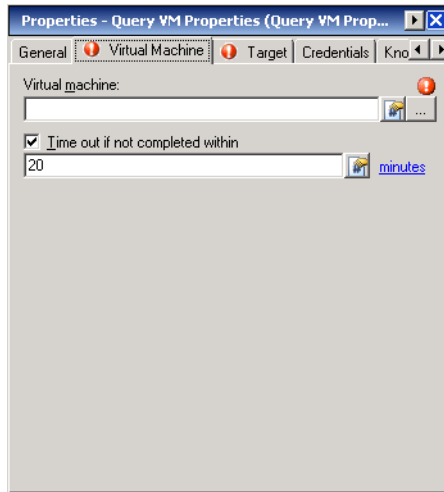 Properties - Query VM Properties (Query VM Prop...
General Virtual Machine Target Credentials Kno
Virtual machine:
...
Time out if not completed within
20 minutes